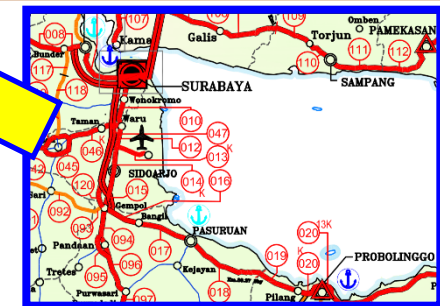 107
109
Omben
PAMEKASAN
008
Kamal
Galis
Torjun
111
112
Bunder
110
117
SAMPANG
118
SURABAYA
Wonokromo
010
Taman
Waru
047
K
046
012
013
K
045
SIDOARJO
014
K
016
120
015
092
Gempol
Bangil
093
PASURUAN
020
13K
Pandaan
094
017
K
020
PROBOLINGGO
019
Tretes
096
Kejayan
095
Purwasari
018
Pilang
097